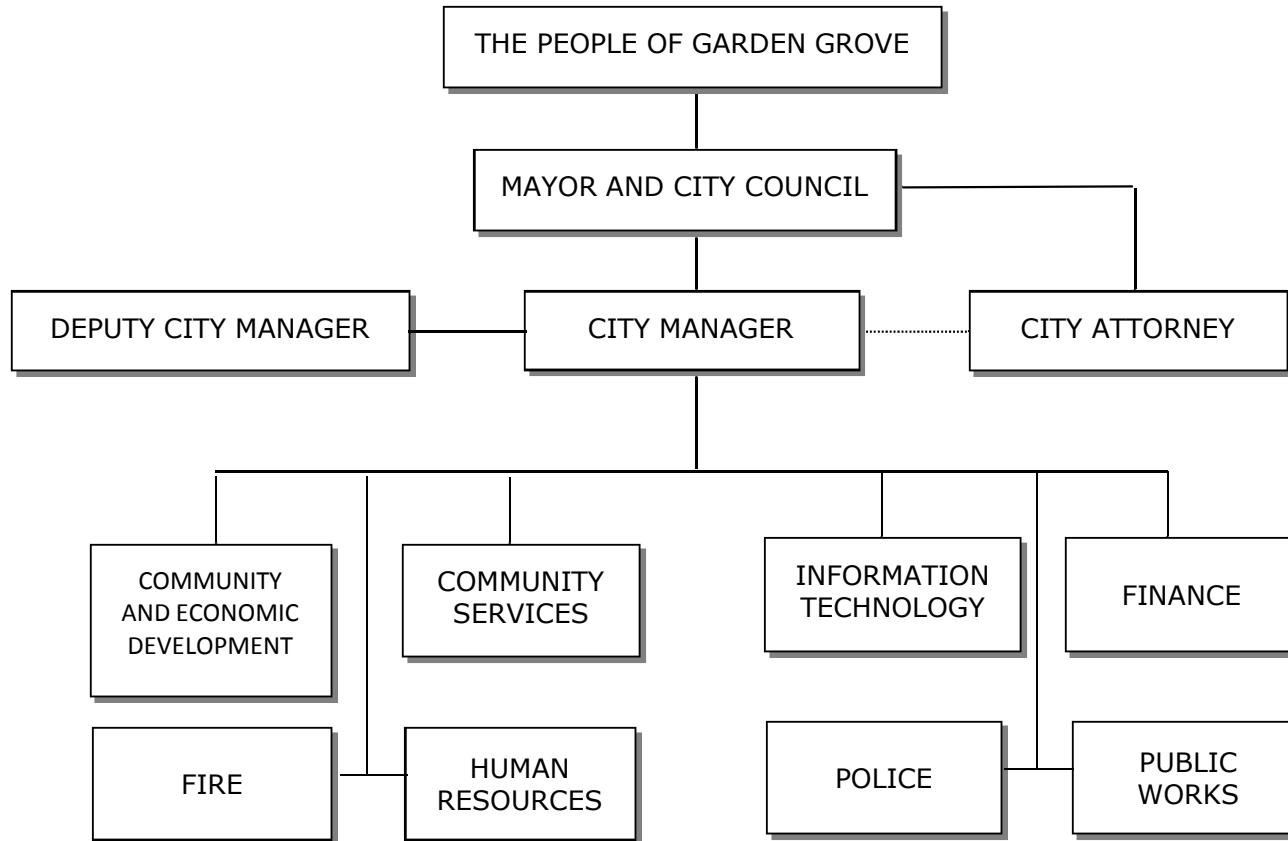 THE PEOPLE OF GARDEN GROVE
MAYOR AND CITY COUNCIL
DEPUTY CITY MANAGER
CITY MANAGER
CITY ATTORNEY
COMMUNITY
AND ECONOMIC
DEVELOPMENT
COMMUNITY
SERVICES
INFORMATION
TECHNOLOGY
FINANCE
FIRE
HUMAN
RESOURCES
POLICE
PUBLIC
WORKS